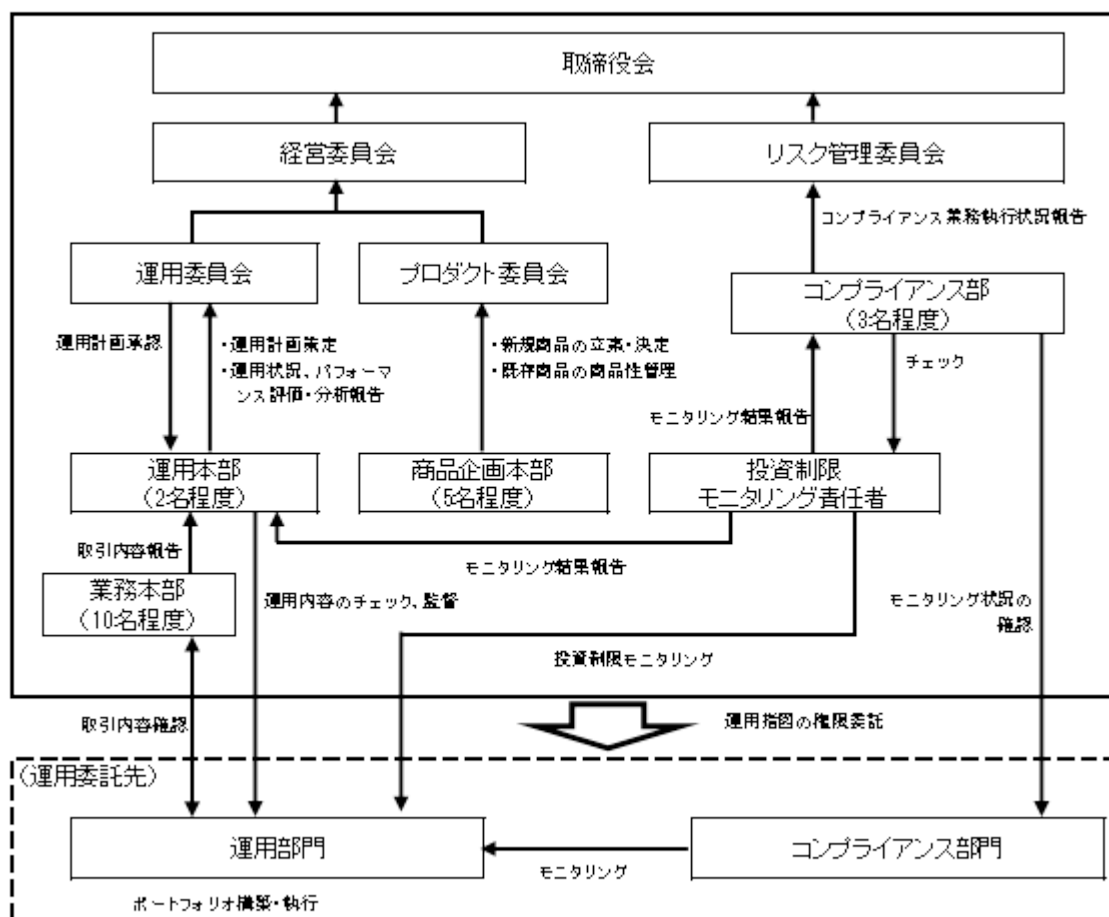 取締役会
経営委員会
リスク管理委員会
コンプライアンス業務執行状況報告
運用委員会
プロダクト委員会
コンプライアンス部
(3名程度)
運用計画承認
・運用計画策定
・運用状況、パフォーマ
ンス評価・分析報告
・新規商品の立案・決定
・既存商品の商品性管理
チェック
モニタリング結果報告
運用本部
(2名程度)
商品企画本部
(5名程度)
投資制限
モニタリング責任者
取引内容報告
モニタリング結果報告
業務本部
(10名程度)
運用内容のチェック、監督
モニタリング状況の
確認
投資制限モニタリング
取引内容確認
運用指図の権限委託
(運用委託先)
運用部門
コンプライアンス部門
モニタリング
ポートフォリオ構築・執行